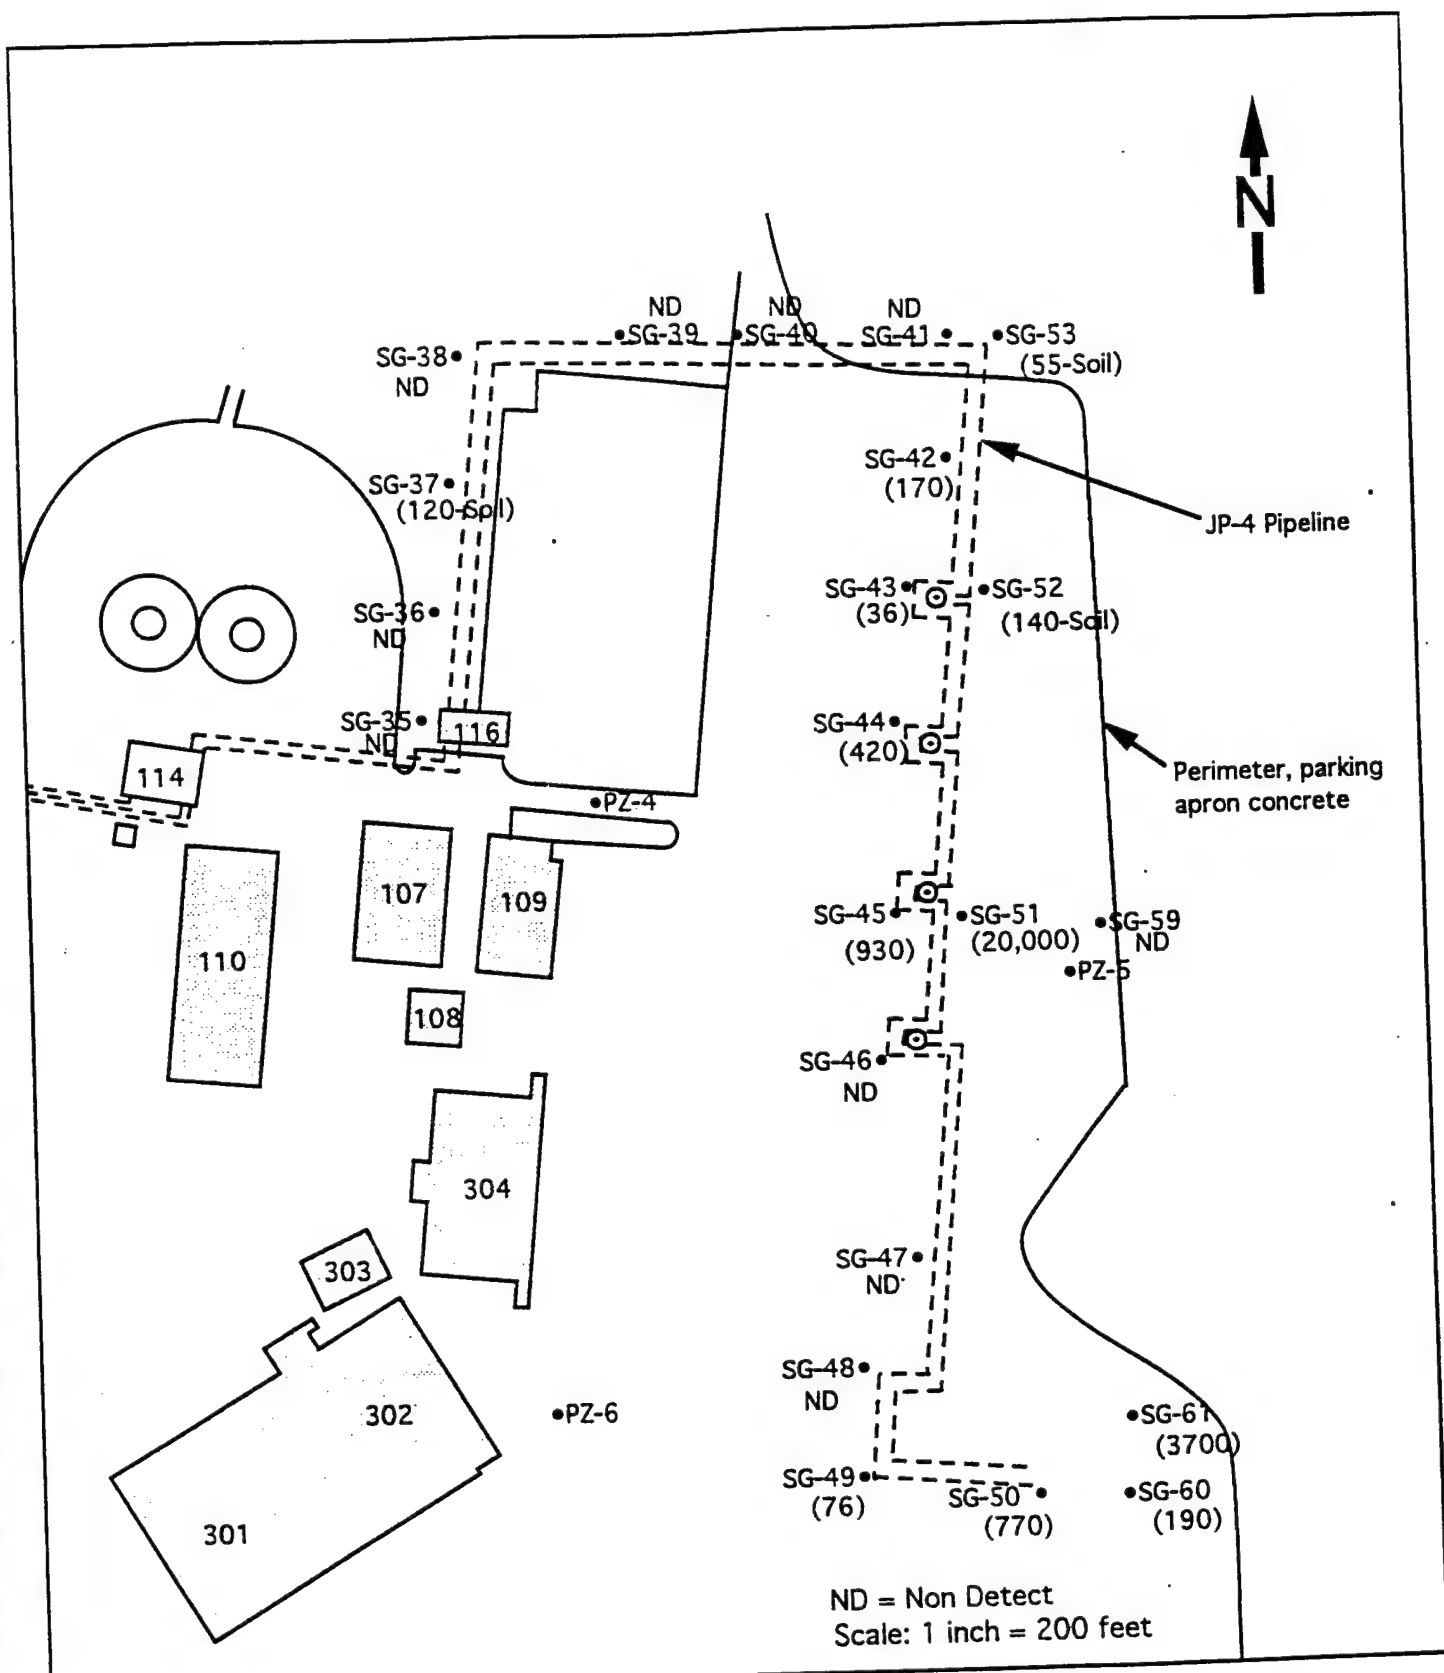 N
ND
ND
ND
SG-39
SG-40
SG-41
SG-53
(55-Soil)
SG-38
ND
SG-42
(170)
SG-37
(120-Soil)
JP-4 Pipeline
SG-43
(36)
SG-52
(140-Soil)
SG-36
ND
SG-35
ND
116
SG-44
(420)
114
Perimeter, parking
apron concrete
PZ-4
107
109
SG-45
(930)
SG-51
(20,000)
SG-59
ND
110
PZ-5
108
SG-46
ND
304
SG-47
ND
303
SG-48
ND
302
PZ-6
SG-61
(3700)
SG-49
(76)
SG-50
(770)
SG-60
(190)
301
ND = Non Detect
Scale: 1 inch = 200 feet